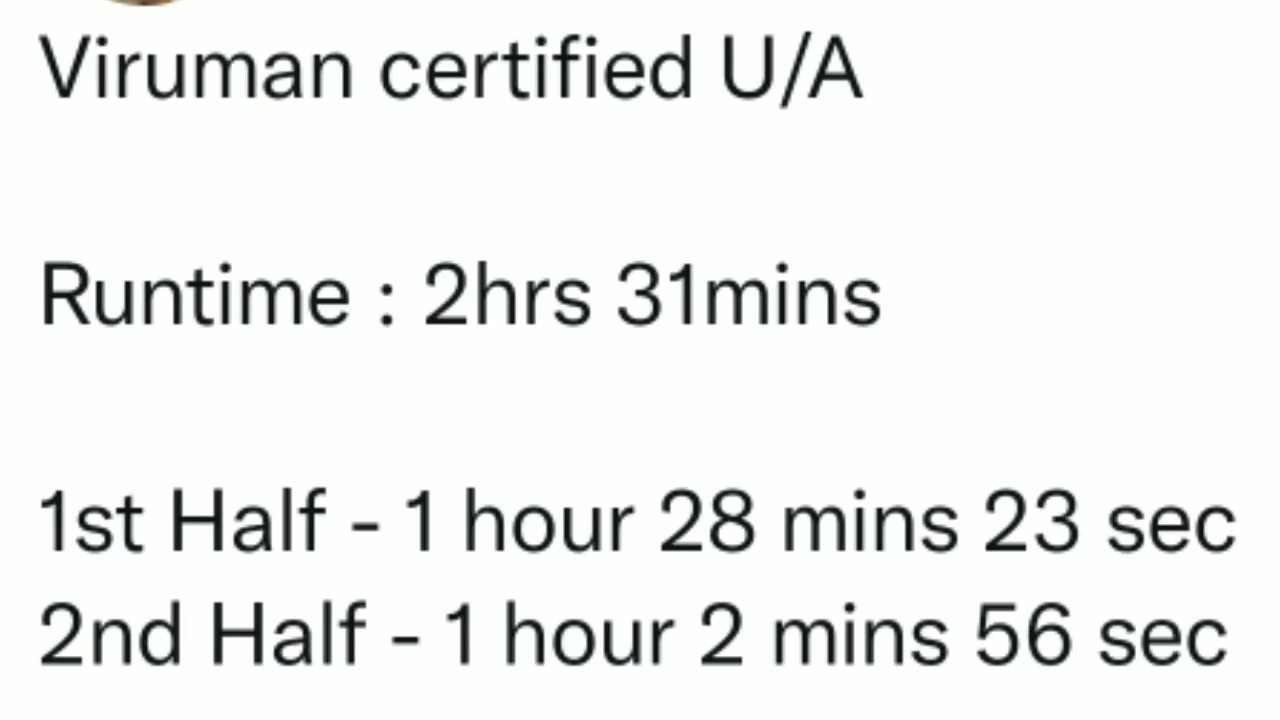 Viruman certified U/A
Runtime : 2hrs 31mins
1st Half - 1 hour 28 mins 23 sec
2nd Half - 1 hour 2 mins 56 sec